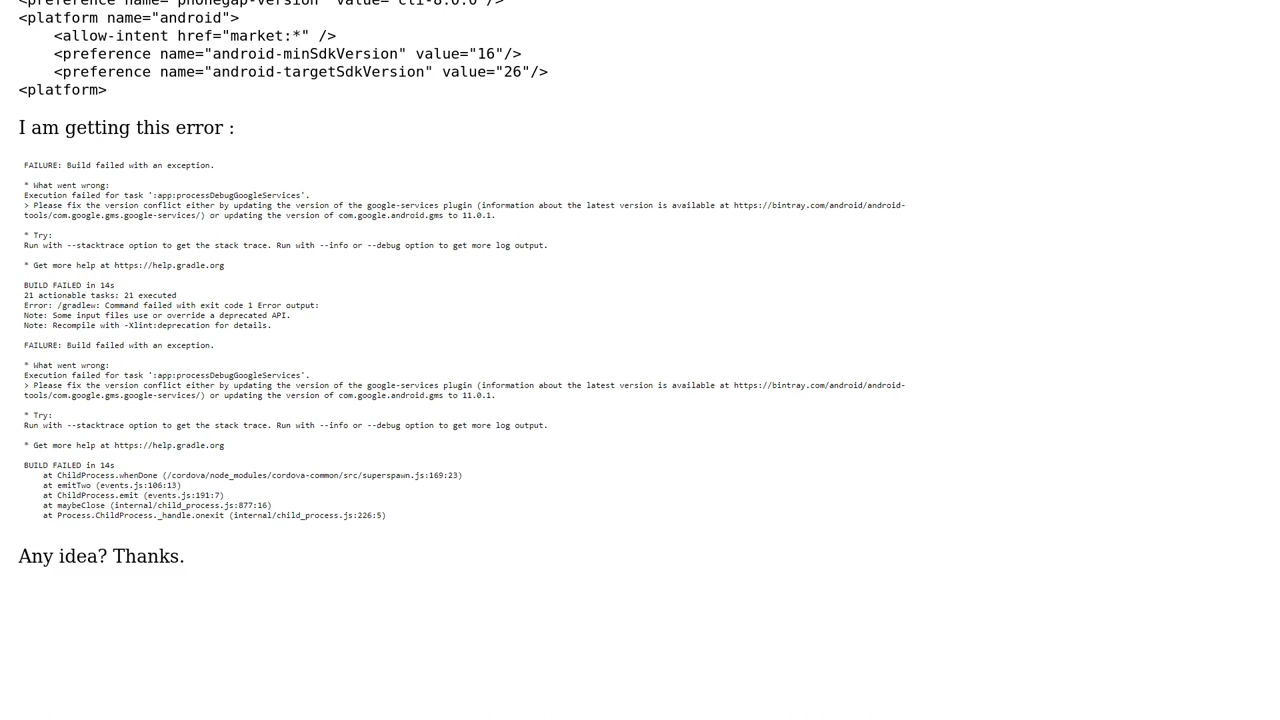 <preference name="phonegap-version" value="cli-8.0.0"/>
<platform name="android">
    <allow-intent href="market:*" />
    <preference name="android-minSdkVersion" value="16"/>
    <preference name="android-targetSdkVersion" value="26"/>
<platform>
I am getting this error :
FAILURE: Build failed with an exception.
* What went wrong:
Execution failed for task ':app:processDebugGoogleServices'.
> Please fix the version conflict either by updating the version of the google-services plugin (information about the latest version is available at https://bintray.com/android/android-
tools/com.google.gms.google-services/) or updating the version of com.google.android.gms to 11.0.1.
* Try:
Run with --stacktrace option to get the stack trace. Run with --info or --debug option to get more log output.
* Get more help at https://help.gradle.org
BUILD FAILED in 14s
21 actionable tasks: 21 executed
Error: /gradlew: Command failed with exit code 1 Error output:
Note: Some input files use or override a deprecated API.
Note: Recompile with -Xlint:deprecation for details.
FAILURE: Build failed with an exception.
* What went wrong:
Execution failed for task ':app:processDebugGoogleServices'.
> Please fix the version conflict either by updating the version of the google-services plugin (information about the latest version is available at https://bintray.com/android/android-
tools/com.google.gms.google-services/) or updating the version of com.google.android.gms to 11.0.1.
* Try:
Run with --stacktrace option to get the stack trace. Run with --info or --debug option to get more log output.
* Get more help at https://help.gradle.org
BUILD FAILED in 14s
    at ChildProcess.whenDone (/cordova/node_modules/cordova-common/src/superspawn.js:169:23)
    at emitTwo (events.js:106:13)
    at ChildProcess.emit (events.js:191:7)
    at maybeClose (internal/child_process.js:877:16)
    at Process.ChildProcess._handle.onexit (internal/child_process.js:226:5)
Any idea? Thanks.